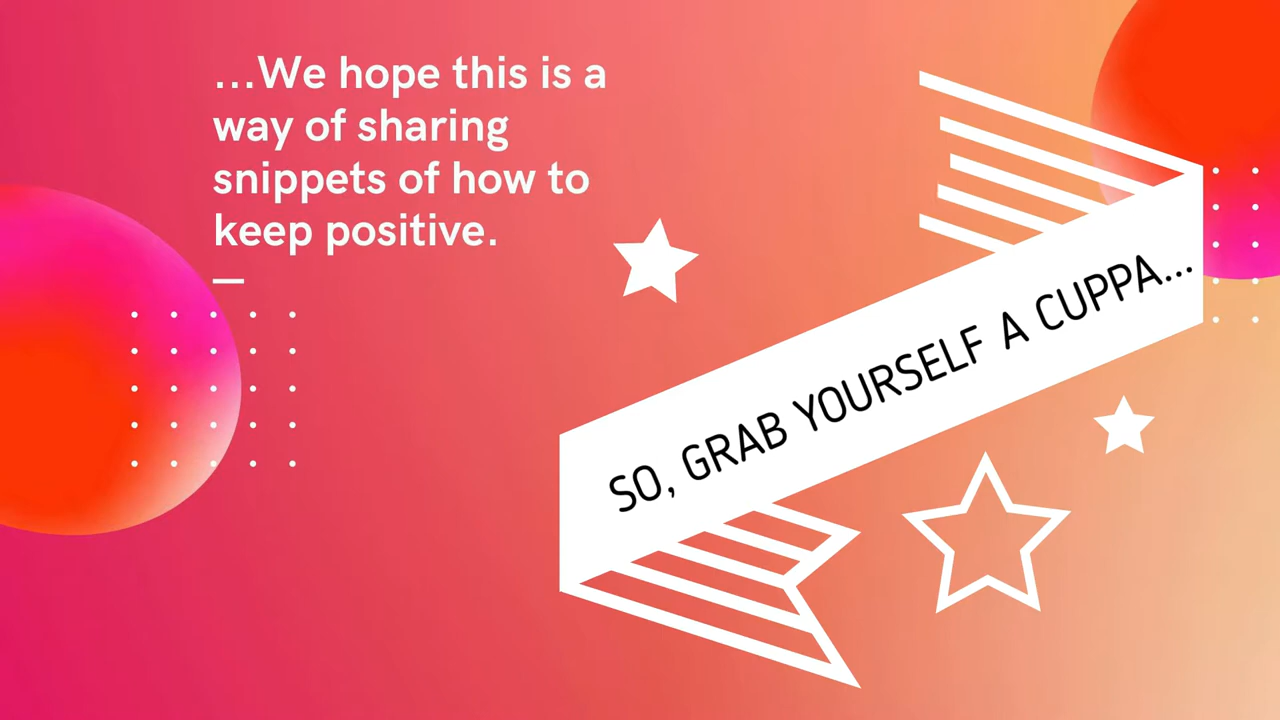 ...We hope this is a
way of sharing
snippets of how to
keep positive.
SO, GRAB YOURSELF A CUPPA...